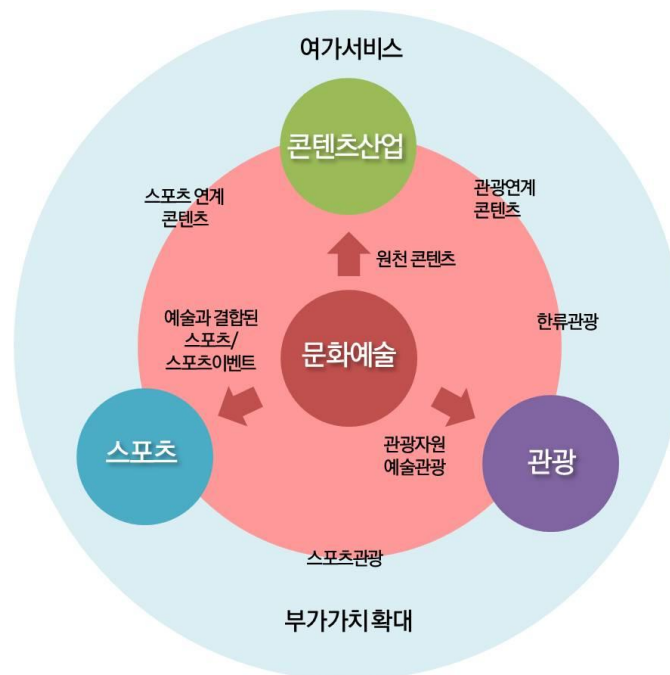 여가서비스
콘텐츠산업
스포츠 연계
콘텐츠
관광연계
콘텐츠
원천 콘텐츠
예술과 결합된
스포츠/
스포츠이벤트
한류관광
문화예술
스포츠
관광자원
예술관광
관광
스포츠관광
부가가치 확대